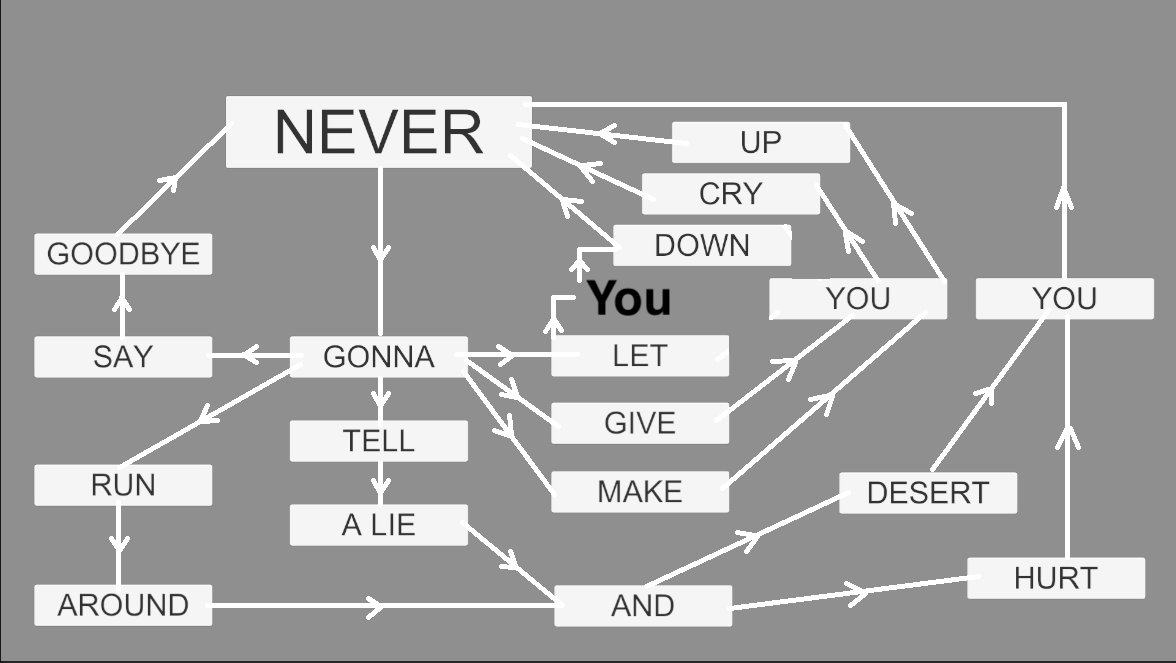 NEVER
UP
CRY
DOWN
GOODBYE
You
YOU
YOU
SAY
GONNA
LET
GIVE
TELL
RUN
MAKE
DESERT
A LIE
HURT
AROUND
AND